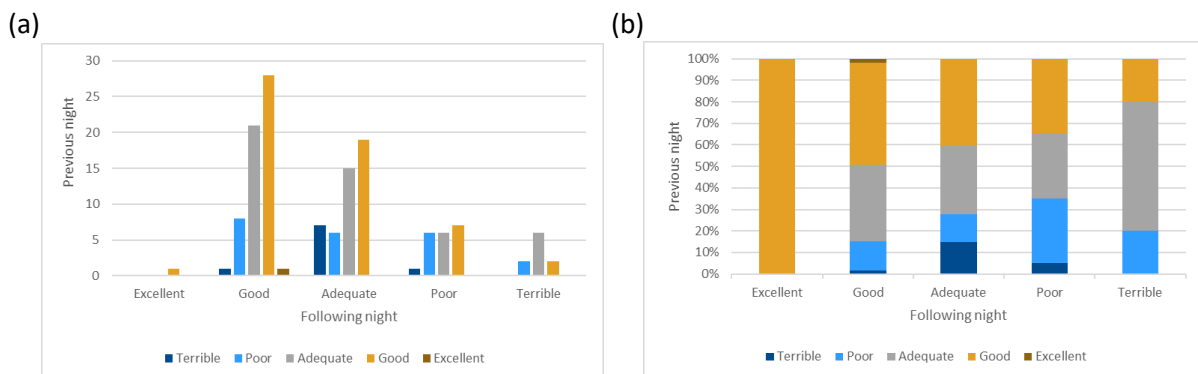 (a)
Previous night
30
25
20
15
10
5
0
Excellent Good Adequate Poor Terrible
Following night
Terrible Poor Adequate Good Excellent
(b)
Previous night
100%
90%
80%
70%
60%
50%
40%
30%
20%
10%
0%
Excellent Good Adequate Poor Terrible
Following night
Terrible Poor Adequate Good Excellent